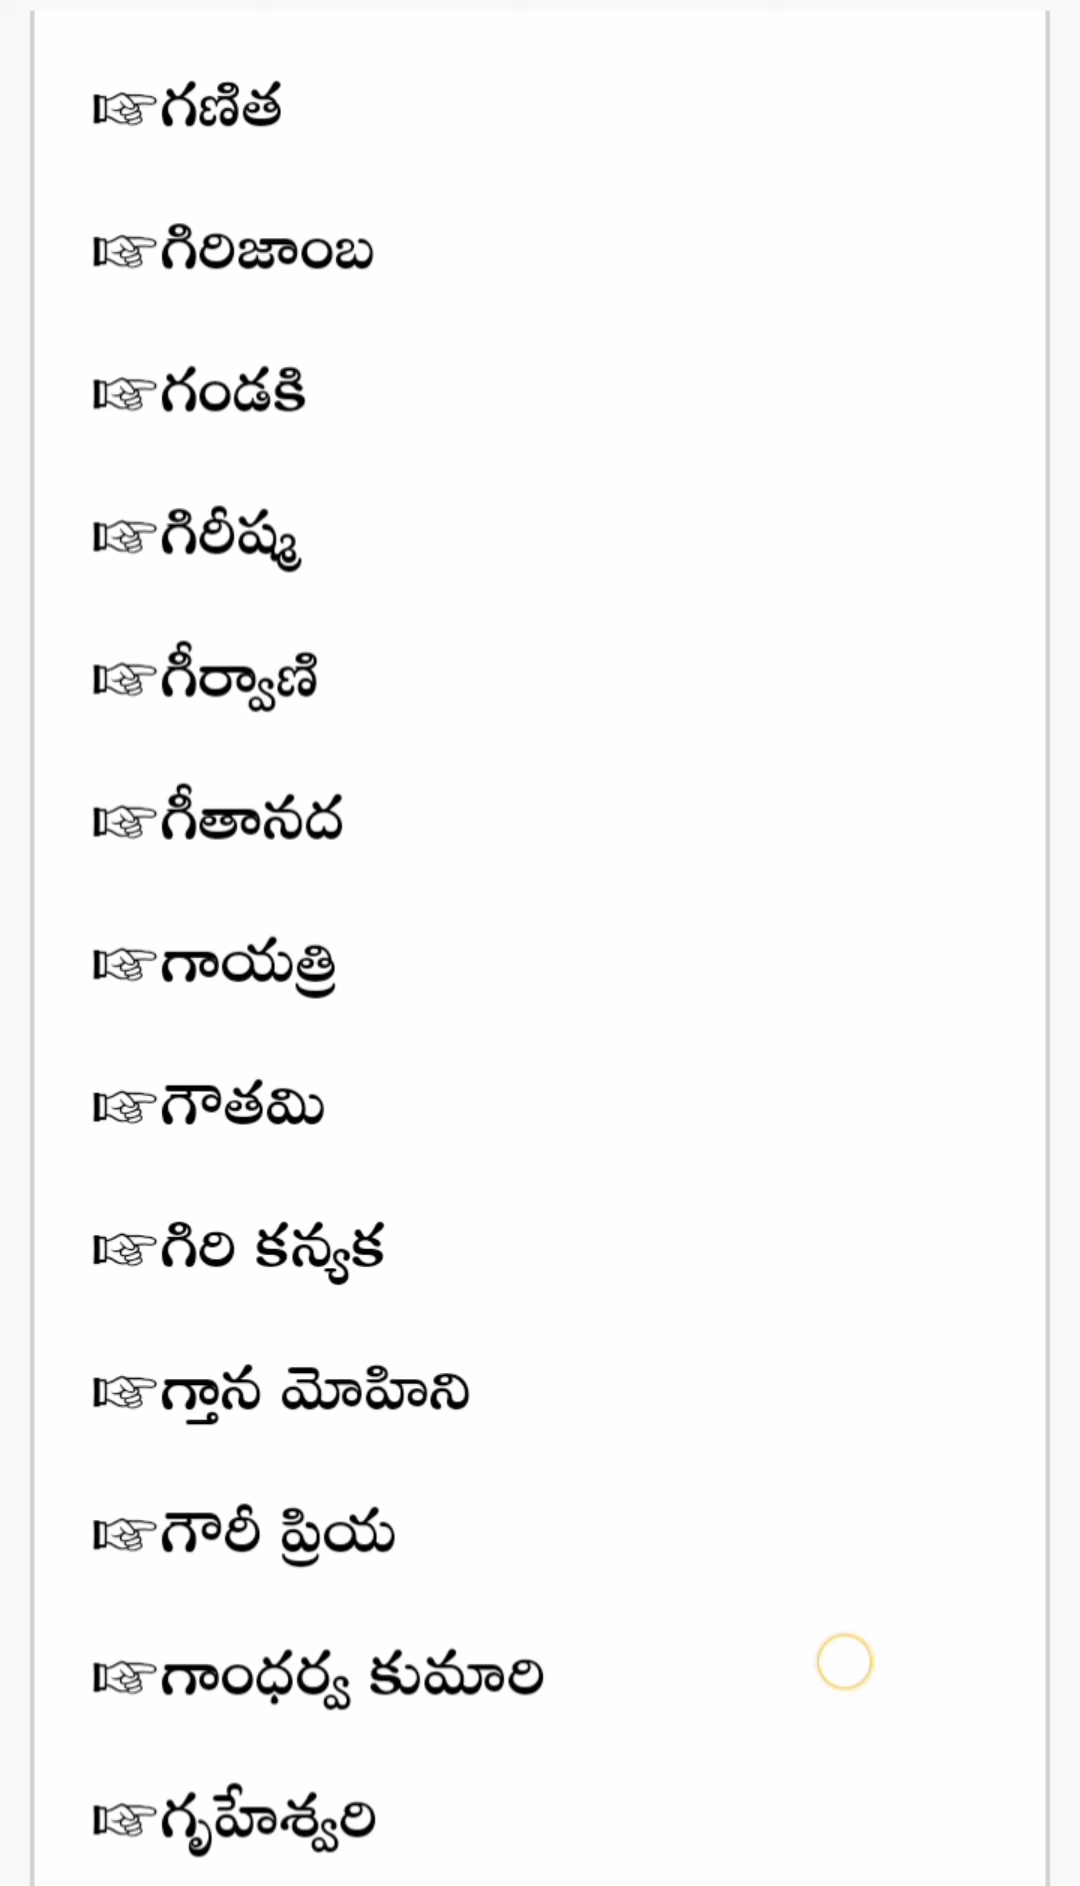 ☞గణిత
☞గిరిజాంబ
☞గండకి
☞గిరీష్మ
☞గీర్వాణి
☞గీతానద
☞గాయత్రి
☞గౌతమి
☞గిరి కన్యక
☞గ్తాన మోహిని
☞గౌరీ ప్రియ
☞గాంధర్వ కుమారి
☞గృహేశ్వరి